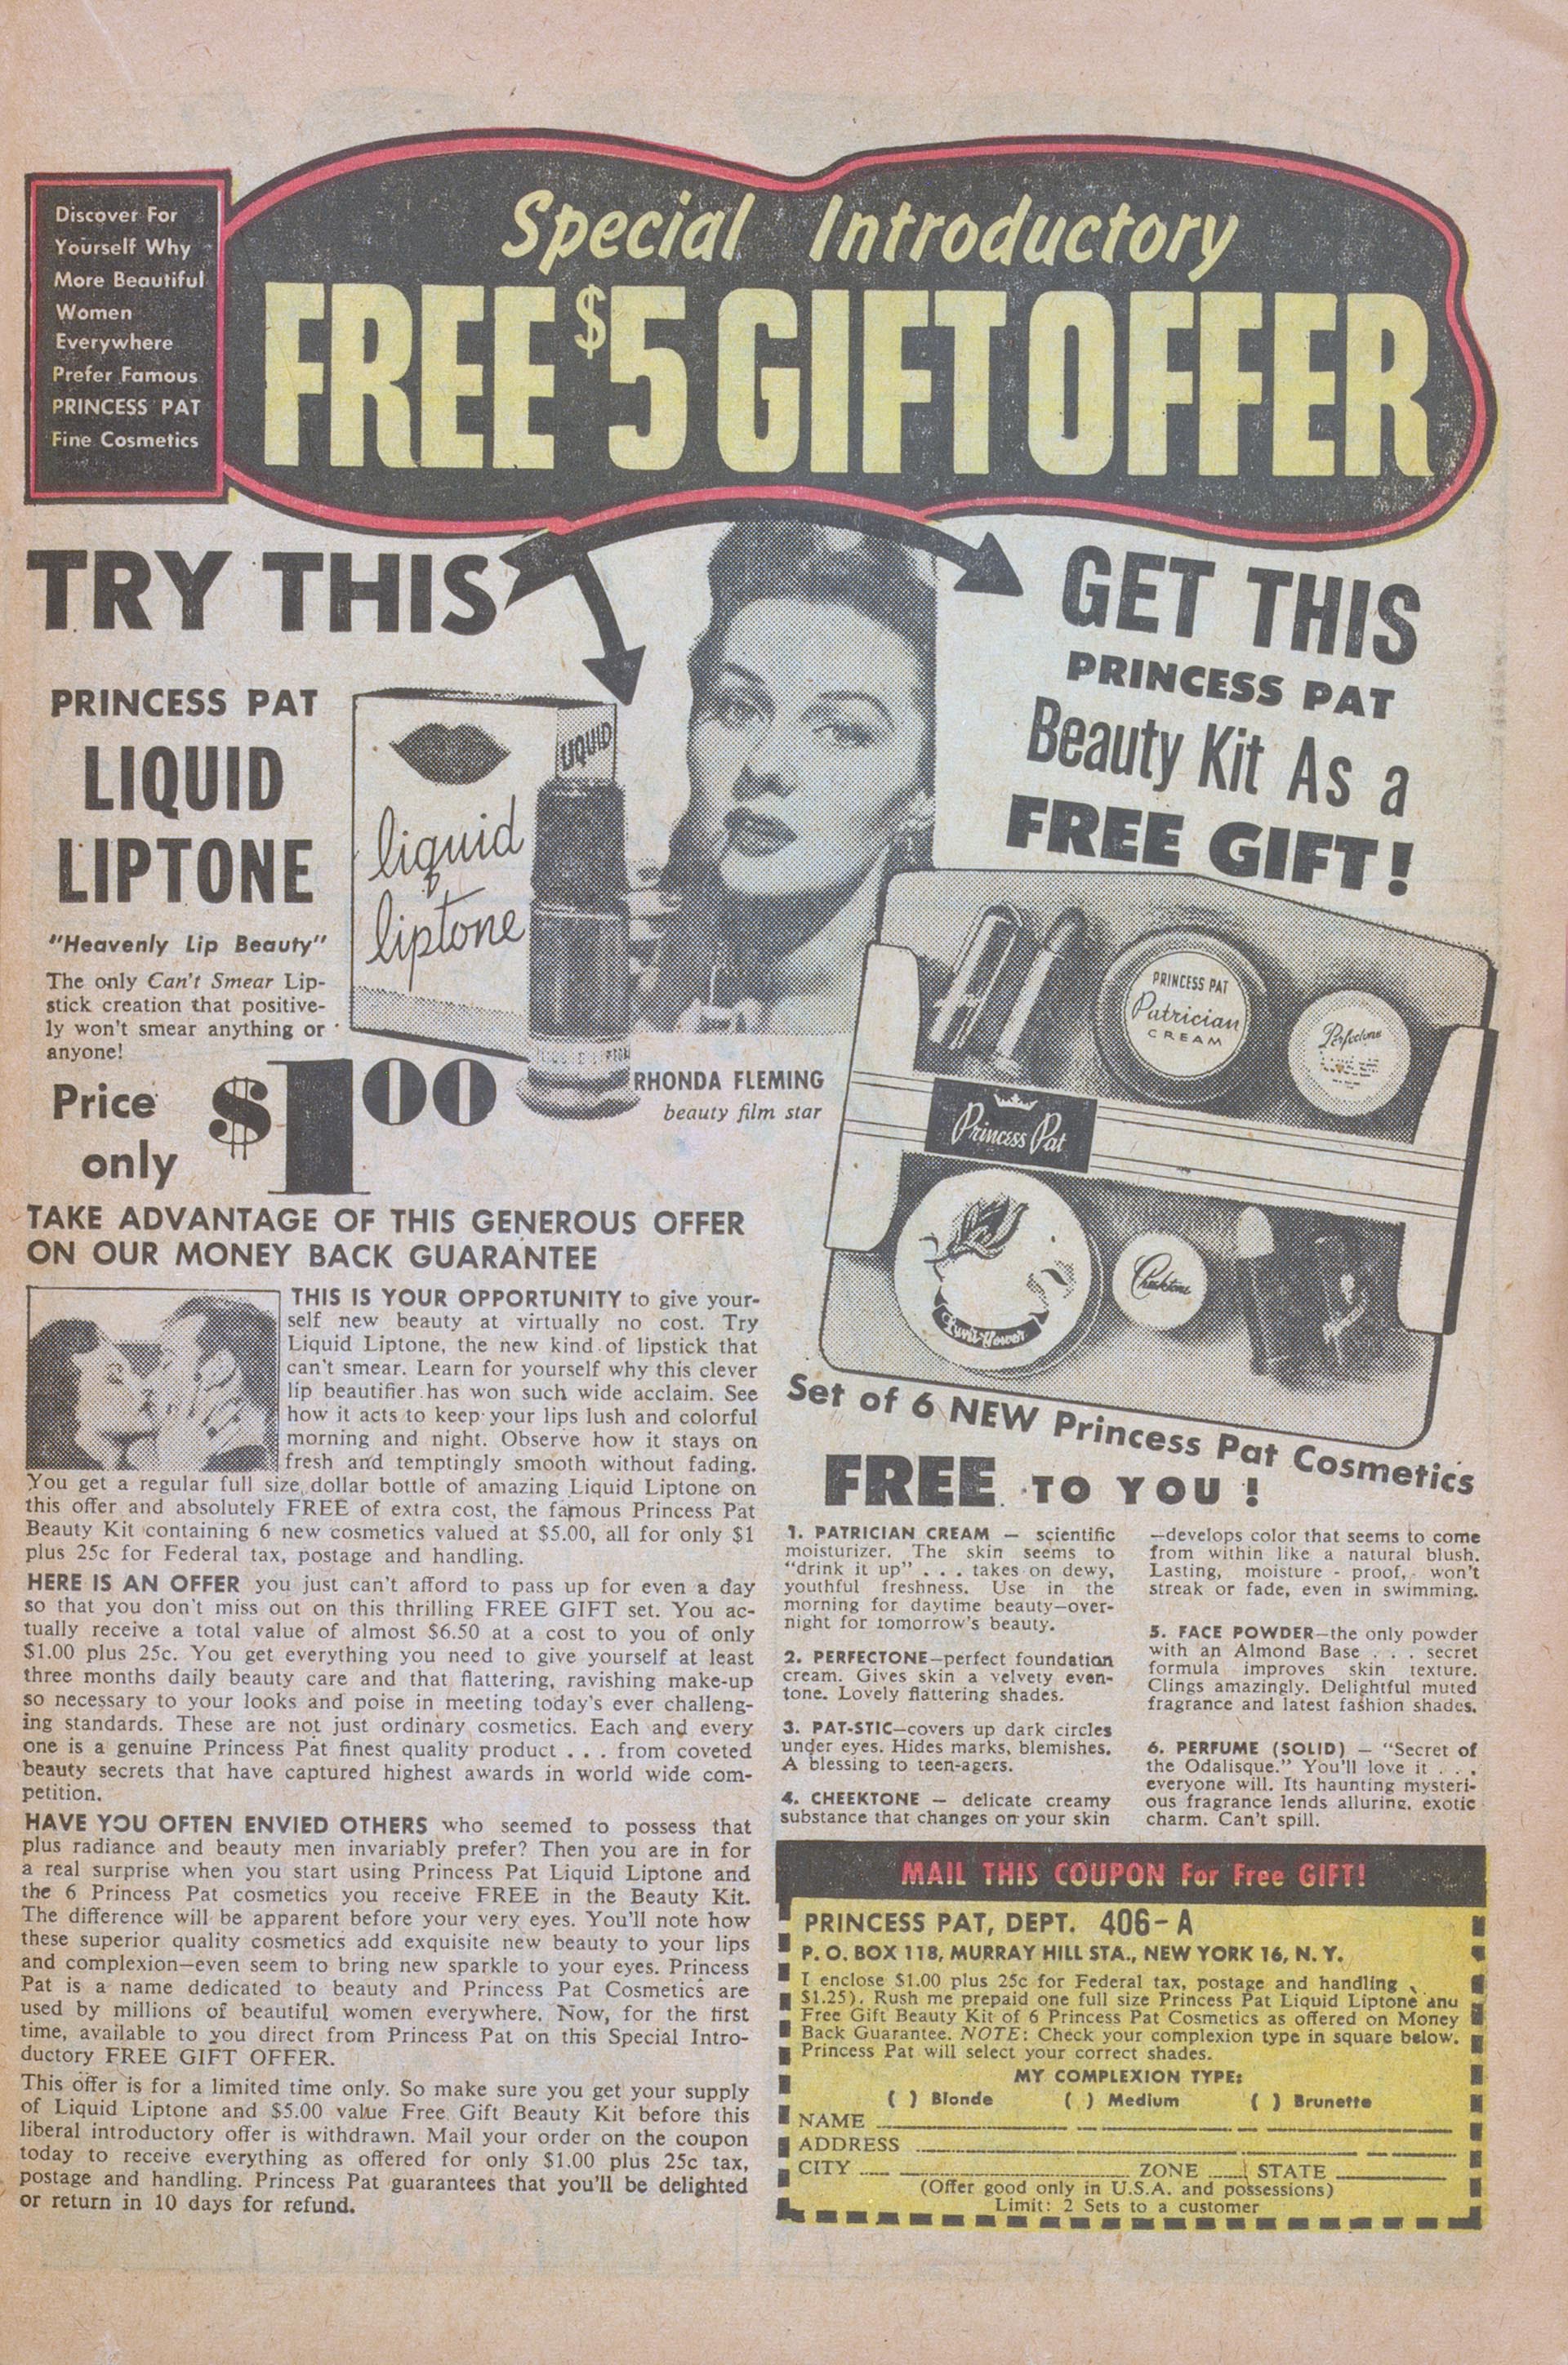 Discover For
Yourself Why
More Beautiful
Women
Everywhere
Prefer Famous
PRINCESS PAT
Fine Cosmetics
Special Introductory
FREE $5 GIFT OFFER
TRY THIS
PRINCESS PAT
LIQUID
LIPTONE
"Heavenly Lip Beauty"
The only Can't Smear Lip-
stick creation that positive-
ly won't smear anything or
anyone!
Price
only
$1.00
LIQUID
liquid
liptone
RHONDA FLEMING
beauty film star
GET THIS
PRINCESS PAT
Beauty Kit As a
FREE GIFT!
PRINCESS PAT
Patrician
CREAM
Perfectone
Princess Pat
Cheektone
Set of 6 NEW Princess Pat Cosmetics
FREE TO YOU!
TAKE ADVANTAGE OF THIS GENEROUS OFFER
ON OUR MONEY BACK GUARANTEE
THIS IS YOUR OPPORTUNITY to give your-
self new beauty at virtually no cost. Try
Liquid Liptone, the new kind of lipstick that
can't smear. Learn for yourself why this clever
lip beautifier has won such wide acclaim. See
how it acts to keep your lips lush and colorful
morning and night. Observe how it stays on
fresh and temptingly smooth without fading.
You get a regular full size dollar bottle of amazing Liquid Liptone on
this offer and absolutely FREE of extra cost, the famous Princess Pat
Beauty Kit containing 6 new cosmetics valued at $5.00, all for only $1
plus 25c for Federal tax, postage and handling.
HERE IS AN OFFER you just can't afford to pass up for even a day
so that you don't miss out on this thrilling FREE GIFT set. You ac-
tually receive a total value of almost $6.50 at a cost to you of only
$1.00 plus 25c. You get everything you need to give yourself at least
three months daily beauty care and that flattering, ravishing make-up
so necessary to your looks and poise in meeting today's ever challeng-
ing standards. These are not just ordinary cosmetics. Each and every
one is a genuine Princess Pat finest quality product . . . from coveted
beauty secrets that have captured highest awards in world wide com-
petition.
HAVE YOU OFTEN ENVIED OTHERS who seemed to possess that
plus radiance and beauty men invariably prefer? Then you are in for
a real surprise when you start using Princess Pat Liquid Liptone and
the 6 Princess Pat cosmetics you receive FREE in the Beauty Kit.
The difference will be apparent before your very eyes. You'll note how
these superior quality cosmetics add exquisite new beauty to your lips
and complexion—even seem to bring new sparkle to your eyes. Princess
Pat is a name dedicated to beauty and Princess Pat Cosmetics are
used by millions of beautiful women everywhere. Now, for the first
time, available to you direct from Princess Pat on this Special Intro-
ductory FREE GIFT OFFER.
This offer is for a limited time only. So make sure you get your supply
of Liquid Liptone and $5.00 value Free Gift Beauty Kit before this
liberal introductory offer is withdrawn. Mail your order on the coupon
today to receive everything as offered for only $1.00 plus 25c tax,
postage and handling. Princess Pat guarantees that you'll be delighted
or return in 10 days for refund.
1. PATRICIAN CREAM — scientific
moisturizer. The skin seems to
"drink it up" . . . takes on dewy,
youthful freshness. Use in the
morning for daytime beauty—over-
night for tomorrow's beauty.
2. PERFECTONE—perfect foundation
cream. Gives skin a velvety even-
tone. Lovely flattering shades.
3. PAT-STIC—covers up dark circles
under eyes. Hides marks, blemishes.
A blessing to teen-agers.
4. CHEEKTONE — delicate creamy
substance that changes on your skin
—develops color that seems to come
from within like a natural blush.
Lasting, moisture - proof, won't
streak or fade, even in swimming.
5. FACE POWDER—the only powder
with an Almond Base . . . secret
formula improves skin texture.
Clings amazingly. Delightful muted
fragrance and latest fashion shades.
6. PERFUME (SOLID) — "Secret of
the Odalisque." You'll love it . . .
everyone will. Its haunting mysteri-
ous fragrance lends alluring, exotic
charm. Can't spill.
MAIL THIS COUPON For Free GIFT!
PRINCESS PAT, DEPT. 406-A
P. O. BOX 118, MURRAY HILL STA., NEW YORK 16, N. Y.
I enclose $1.00 plus 25c for Federal tax, postage and handling
$1.25). Rush me prepaid one full size Princess Pat Liquid Liptone and
Free Gift Beauty Kit of 6 Princess Pat Cosmetics as offered on Money
Back Guarantee. NOTE: Check your complexion type in square below.
Princess Pat will select your correct shades.
MY COMPLEXION TYPE:
( ) Blonde ( ) Medium ( ) Brunette
NAME
ADDRESS
CITY ZONE STATE
(Offer good only in U.S.A. and possessions)
Limit: 2 Sets to a customer